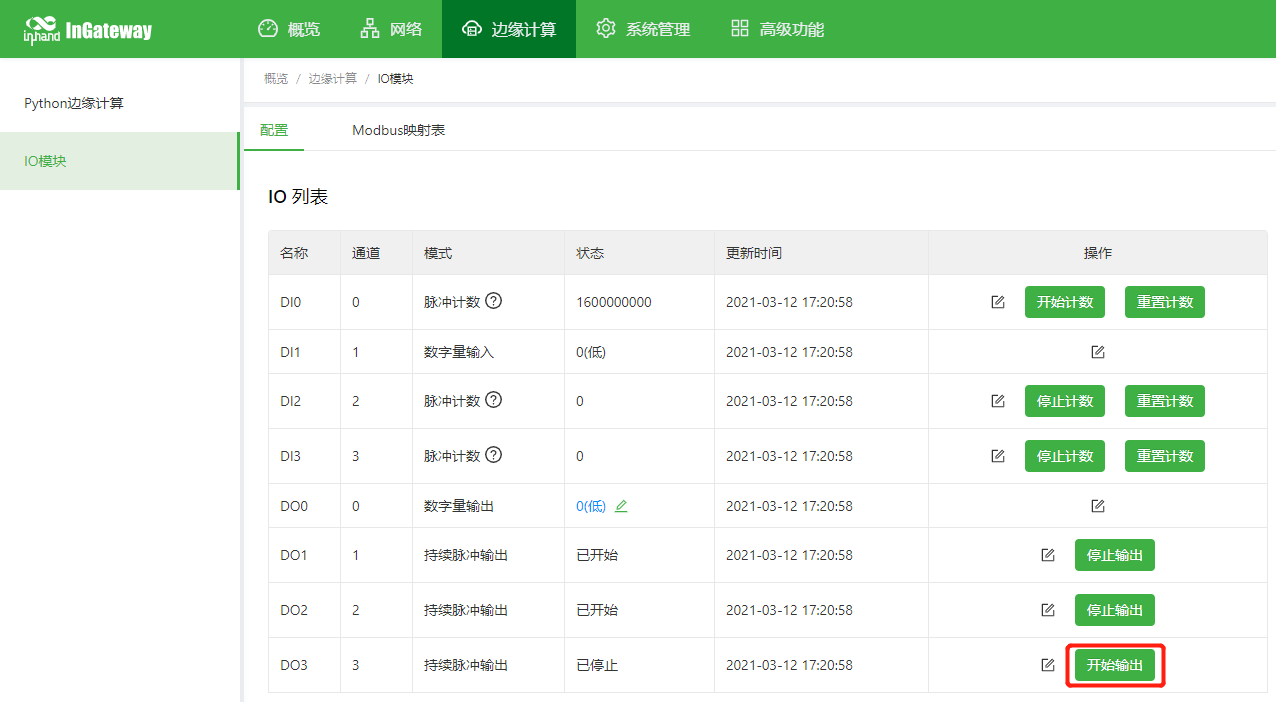 inhand InGateway 概览 网络 边缘计算 系统管理 高级功能
概览 / 边缘计算 / IO模块
Python边缘计算
IO模块
配置 Modbus映射表
IO 列表
名称 通道 模式 状态 更新时间 操作
DI0 0 脉冲计数 ? 1600000000 2021-03-12 17:20:58 开始计数 重置计数
DI1 1 数字量输入 0(低) 2021-03-12 17:20:58
DI2 2 脉冲计数 ? 0 2021-03-12 17:20:58 停止计数 重置计数
DI3 3 脉冲计数 ? 0 2021-03-12 17:20:58 停止计数 重置计数
DO0 0 数字量输出 0(低) 2021-03-12 17:20:58
DO1 1 持续脉冲输出 已开始 2021-03-12 17:20:58 停止输出
DO2 2 持续脉冲输出 已开始 2021-03-12 17:20:58 停止输出
DO3 3 持续脉冲输出 已停止 2021-03-12 17:20:58 开始输出